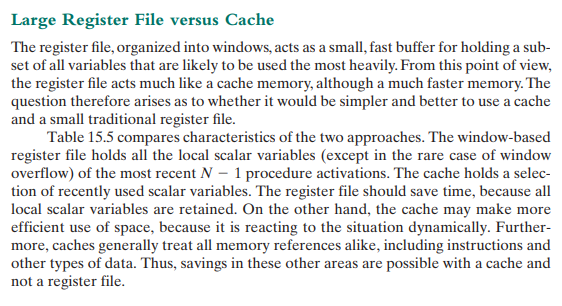 Large Register File versus Cache
The register file, organized into windows, acts as a small, fast buffer for holding a sub-
set of all variables that are likely to be used the most heavily. From this point of view,
the register file acts much like a cache memory, although a much faster memory. The
question therefore arises as to whether it would be simpler and better to use a cache
and a small traditional register file.
Table 15.5 compares characteristics of the two approaches. The window-based
register file holds all the local scalar variables (except in the rare case of window
overflow) of the most recent N − 1 procedure activations. The cache holds a selec-
tion of recently used scalar variables. The register file should save time, because all
local scalar variables are retained. On the other hand, the cache may make more
efficient use of space, because it is reacting to the situation dynamically. Further-
more, caches generally treat all memory references alike, including instructions and
other types of data. Thus, savings in these other areas are possible with a cache and
not a register file.